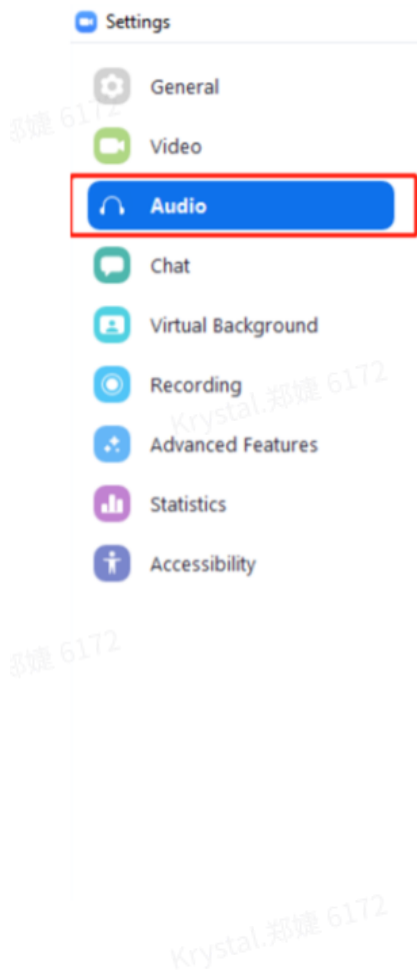 Settings
General
郑婕 6172
Video
Audio
Chat
Virtual Background
Recording
Krystal.郑婕 6172
Advanced Features
Statistics
Accessibility
郑婕 6172
Krystal.郑婕 6172